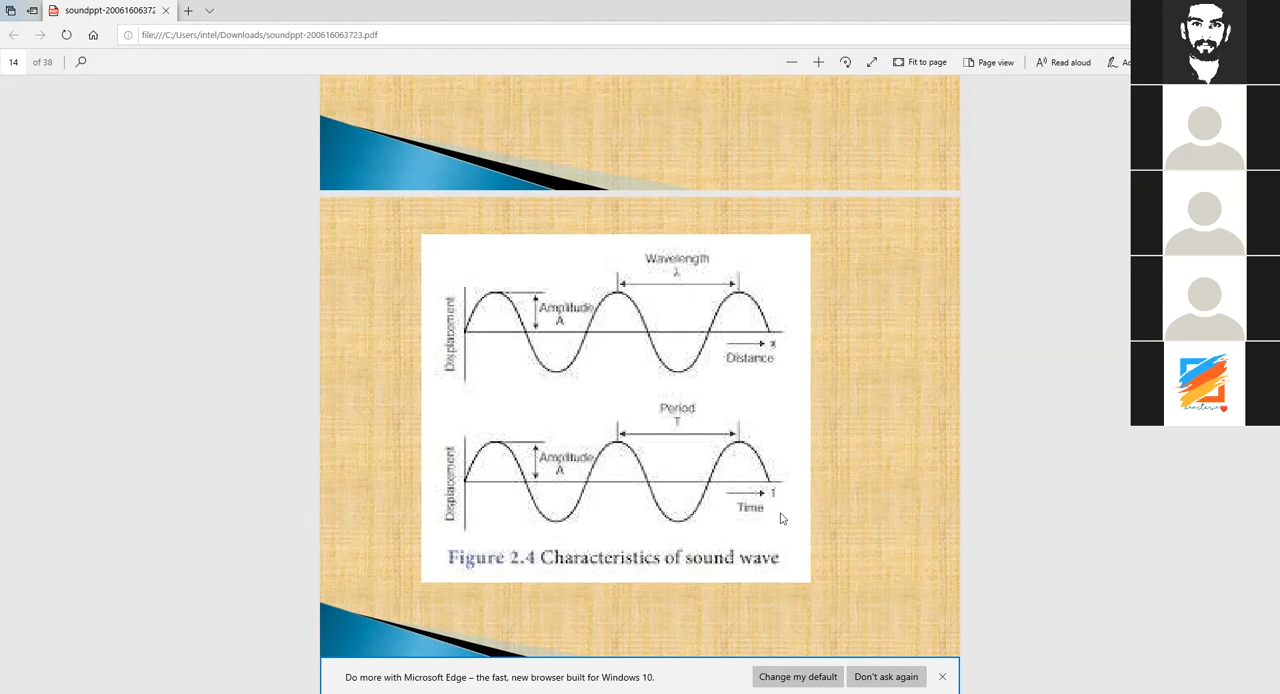 soundppt-200616063723
file:///C:/Users/intel/Downloads/soundppt-200616063723.pdf
14 of 38
Fit to page
Page view
Read aloud
Wavelength
λ
Displacement
Amplitude
A
x
Distance
Period
T
Displacement
Amplitude
A
Time
Figure 2.4 Characteristics of sound wave
Do more with Microsoft Edge – the fast, new browser built for Windows 10.
Change my default
Don't ask again